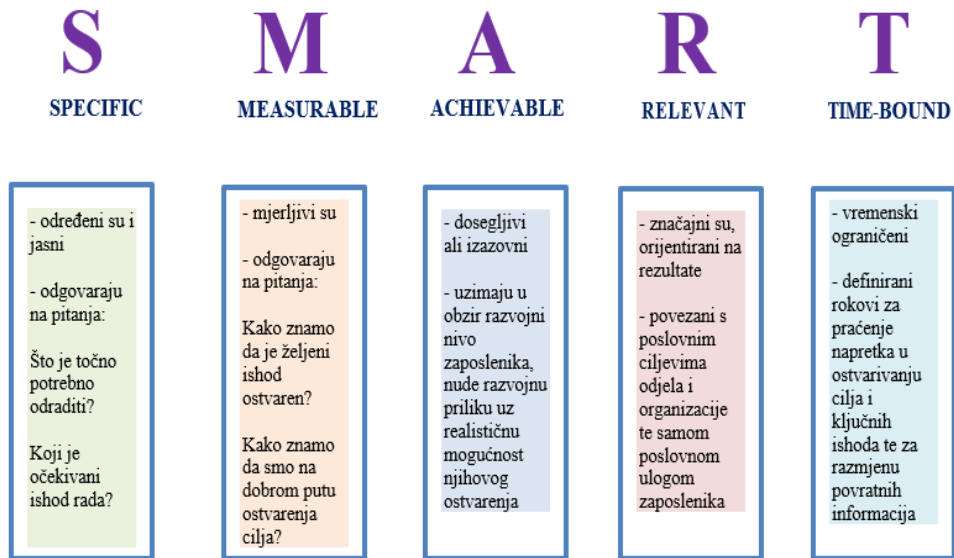 S M A R T
SPECIFIC MEASURABLE ACHIEVABLE RELEVANT TIME-BOUND
- određeni su i
jasni
- odgovaraju
na pitanja:
Što je točno
potrebno
odraditi?
Koji je
očekivani
ishod rada?
- mjerljivi su
- odgovaraju
na pitanja:
Kako znamo
da je željeni
ishod
ostvaren?
Kako znamo
da smo na
dobrom putu
ostvarenja
cilja?
- dosegljivi
ali izazovni
- uzimaju u
obzir razvojni
nivo
zaposlenika,
nude razvojnu
priliku uz
realističnu
mogućnost
njihovog
ostvarenja
- značajni su,
orijentirani na
rezultate
- povezani s
poslovnim
ciljevima
odjela i
organizacije
te samom
poslovnom
ulogom
zaposlenika
- vremenski
ograničeni
- definirani
rokovi za
praćenje
napretka u
ostvarivanju
cilja i
ključnih
ishoda te za
razmjenu
povratnih
informacija